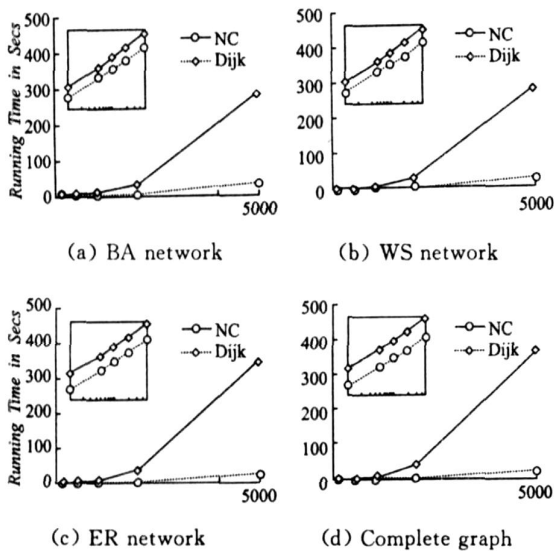 500
400
300
200
100
0
Running Time in Secs
NC
Dijk
5000
(a) BA network
500
400
300
200
100
0
NC
Dijk
5000
(b) WS network
500
400
300
200
100
0
Running Time in Secs
NC
Dijk
5000
(c) ER network
500
400
300
200
100
0
NC
Dijk
5000
(d) Complete graph